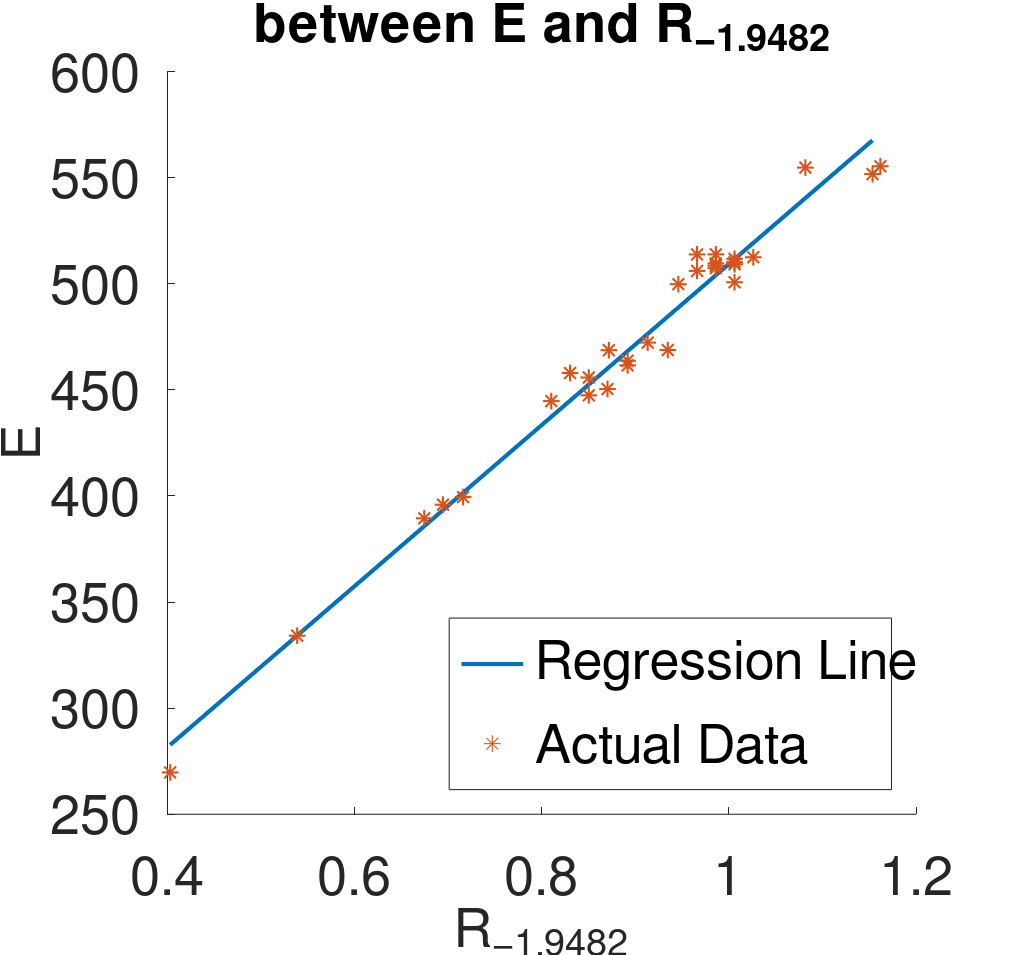 between E and R₋₁.₉₄₈₂
600
550
500
450
400
350
300
250
E
Regression Line
Actual Data
0.4 0.6 0.8 1 1.2
R₋₁.₉₄₈₂